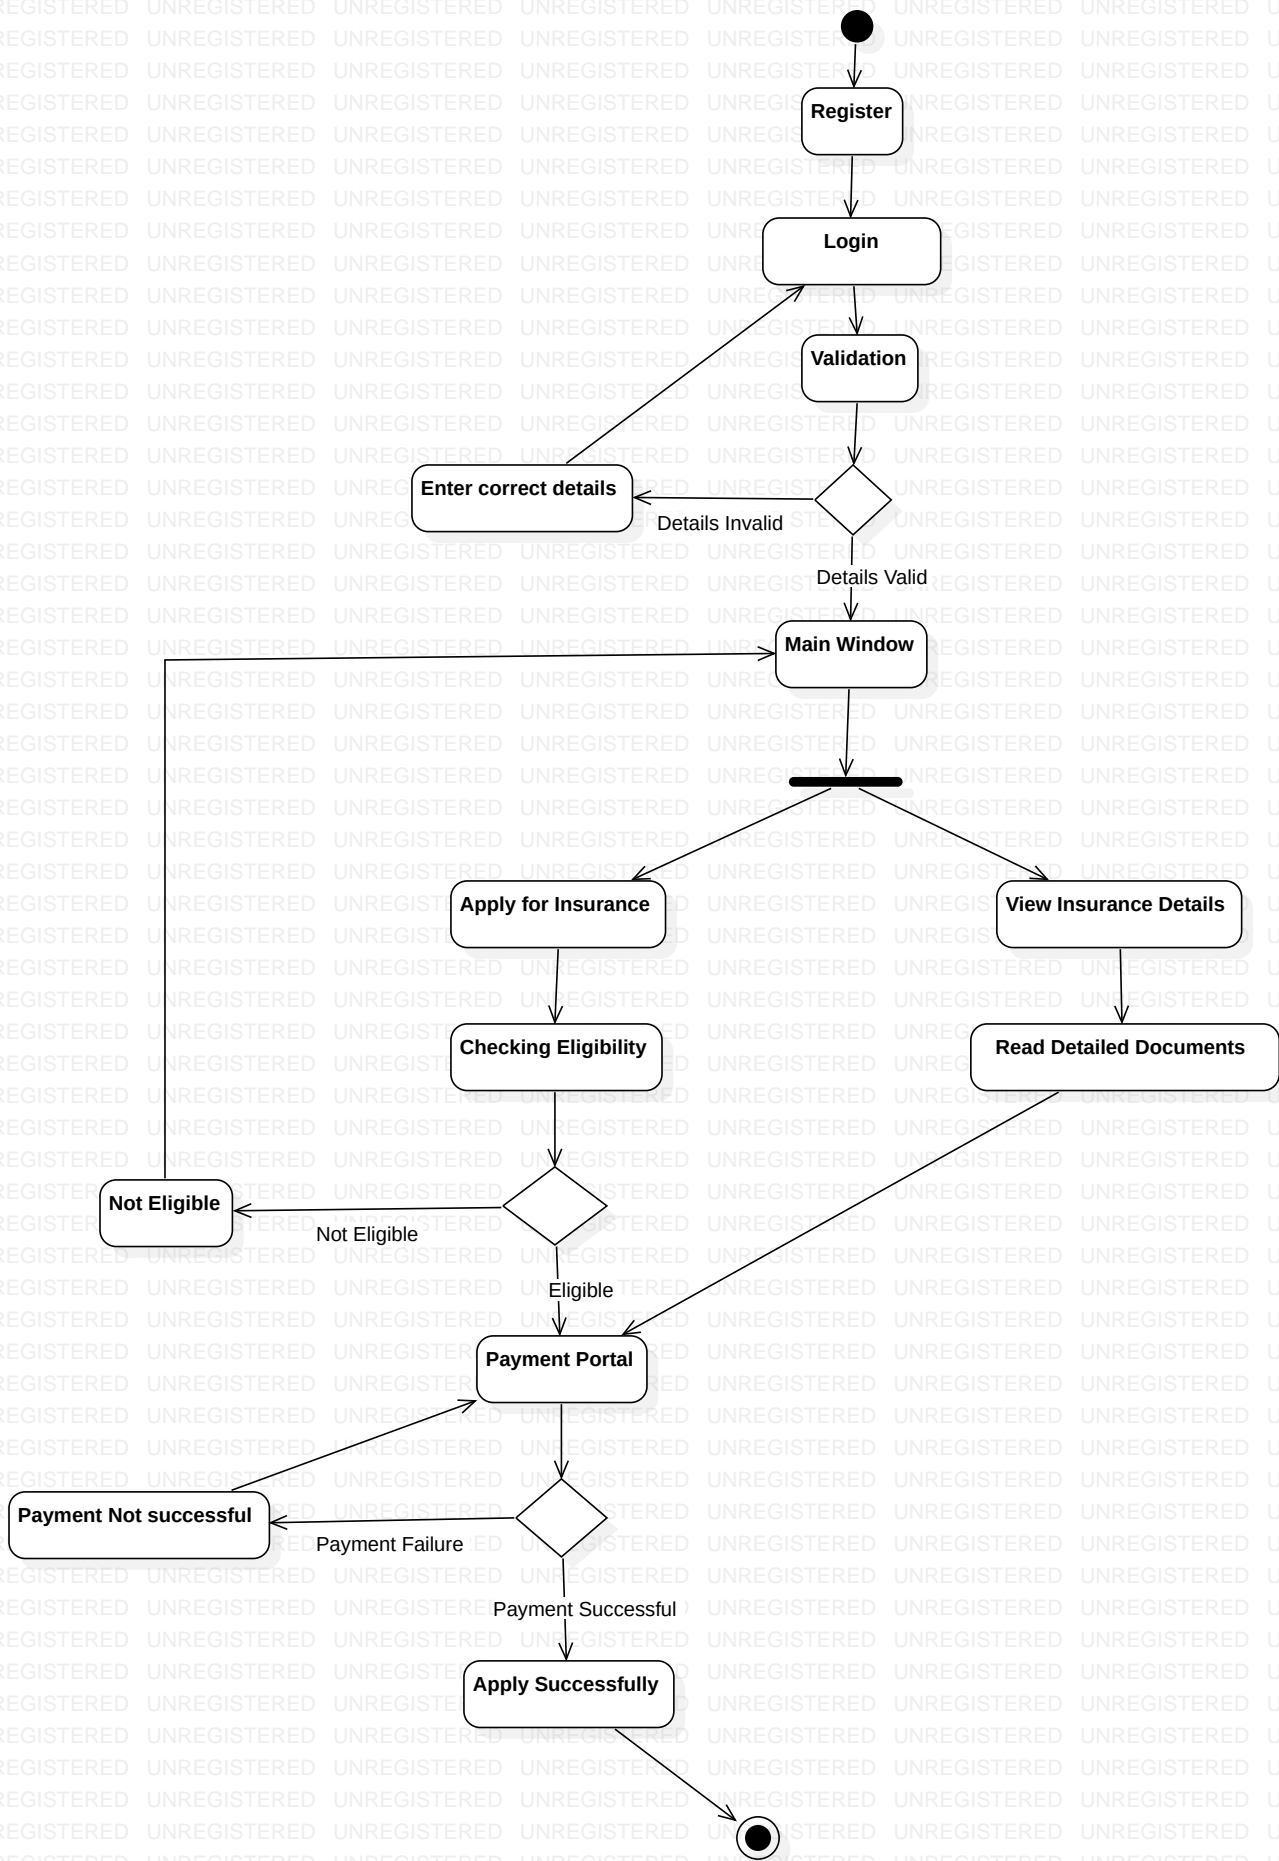 Register
Login
Validation
Enter correct details
Details Invalid
Details Valid
Main Window
Apply for Insurance
View Insurance Details
Checking Eligibility
Read Detailed Documents
Not Eligible
Not Eligible
Eligible
Payment Portal
Payment Not successful
Payment Failure
Payment Successful
Apply Successfully
UNREGISTERED